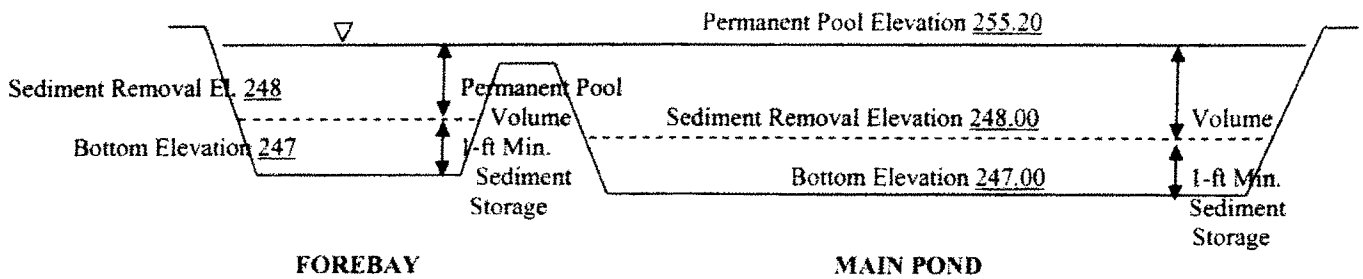 Permanent Pool Elevation 255.20
Sediment Removal El. 248
Permanent Pool
Volume
Sediment Removal Elevation 248.00
Volume
Bottom Elevation 247
1-ft Min.
Sediment
Storage
Bottom Elevation 247.00
1-ft Min.
Sediment
Storage
FOREBAY
MAIN POND